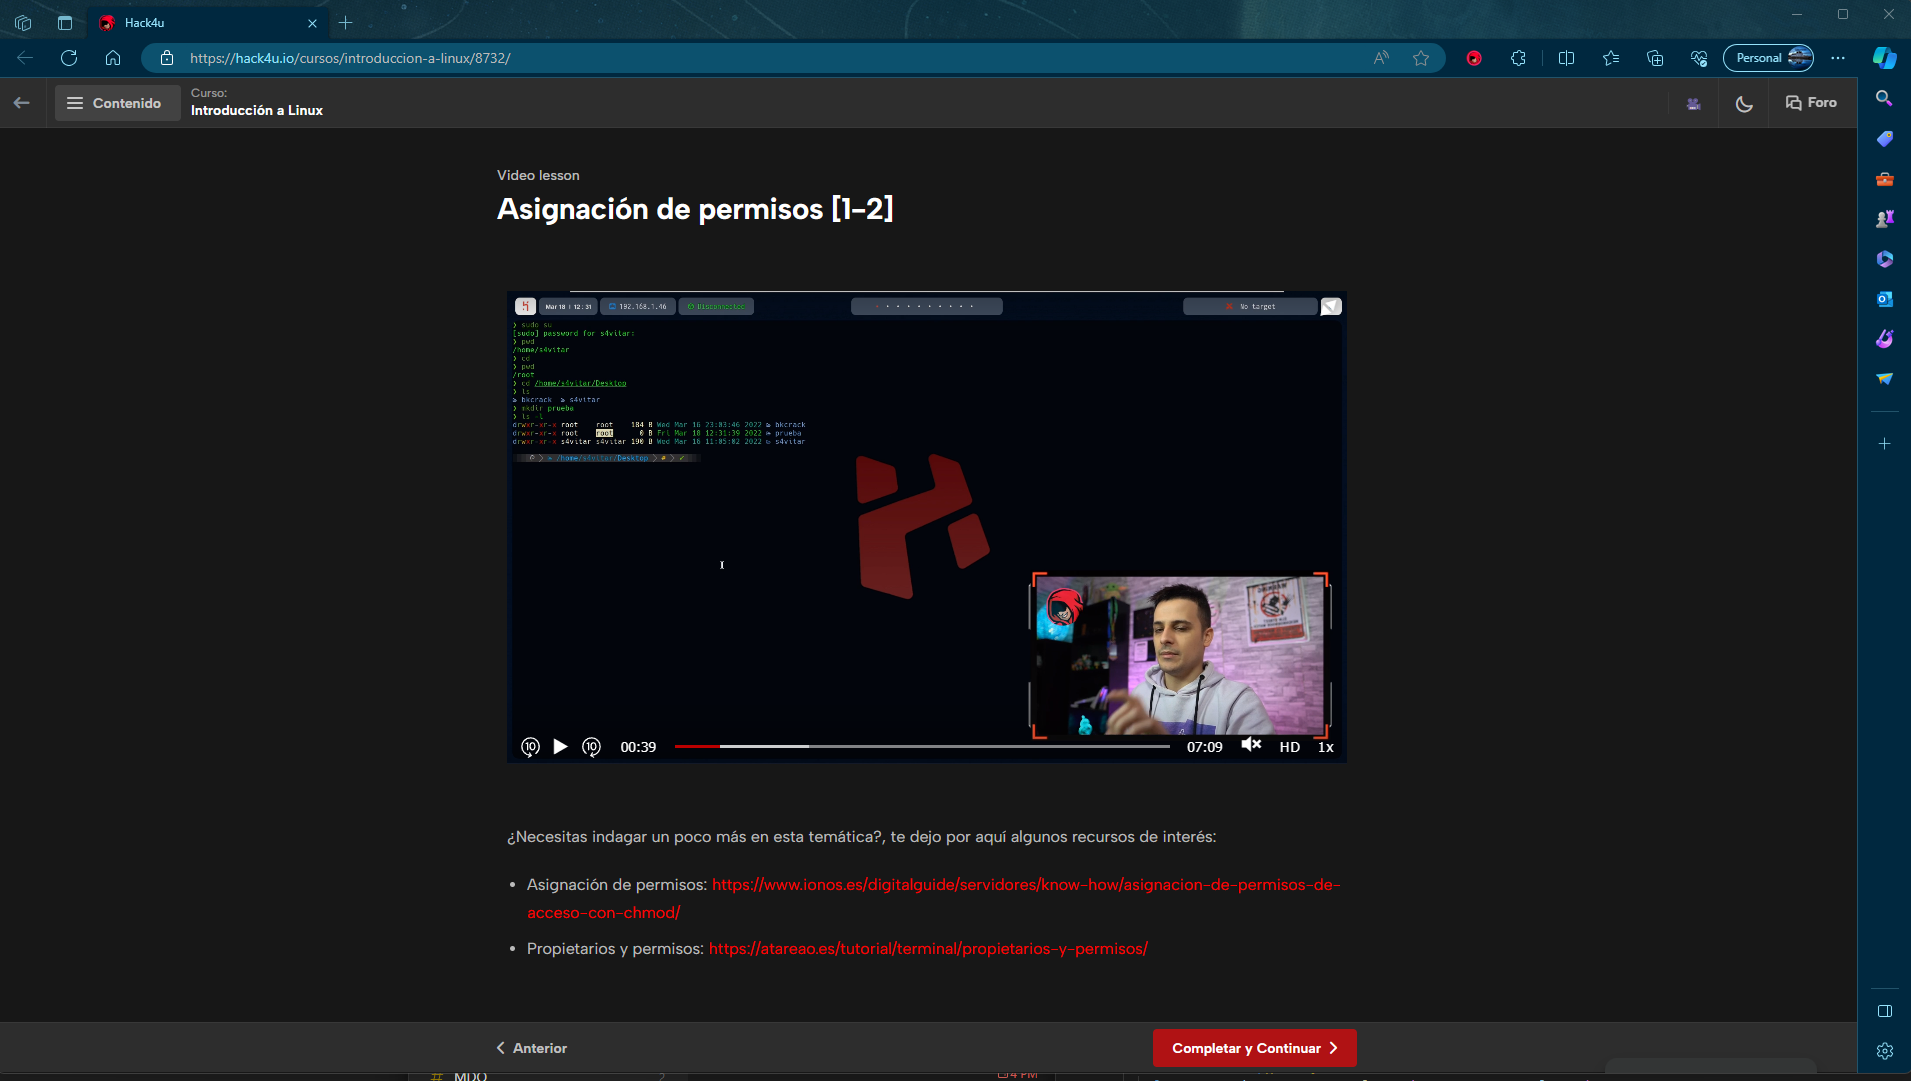 Hack4u
https://hack4u.io/cursos/introduccion-a-linux/8732/
Personal
Contenido
Curso:
Introducción a Linux
Foro
Video lesson
Asignación de permisos [1-2]
Mar 18 | 12:31
192.168.1.46
Disconnected
No target
❯ sudo su
[sudo] password for s4vitar:
❯ pwd
/home/s4vitar
❯ cd
❯ pwd
/root
❯ cd /home/s4vitar/Desktop
❯ ls
bkcrack s4vitar
❯ mkdir prueba
❯ ls -l
drwxr-xr-x root root 184 B Wed Mar 16 23:03:46 2022 bkcrack
drwxr-xr-x root root 0 B Fri Mar 18 12:31:39 2022 prueba
drwxr-xr-x s4vitar s4vitar 190 B Wed Mar 16 11:05:02 2022 s4vitar
/home/s4vitar/Desktop
10
10
00:39
07:09
HD
1x
¿Necesitas indagar un poco más en esta temática?, te dejo por aquí algunos recursos de interés:
• Asignación de permisos: https://www.ionos.es/digitalguide/servidores/know-how/asignacion-de-permisos-de-
acceso-con-chmod/
• Propietarios y permisos: https://atareao.es/tutorial/terminal/propietarios-y-permisos/
Anterior
Completar y Continuar
# MDO
4 PM